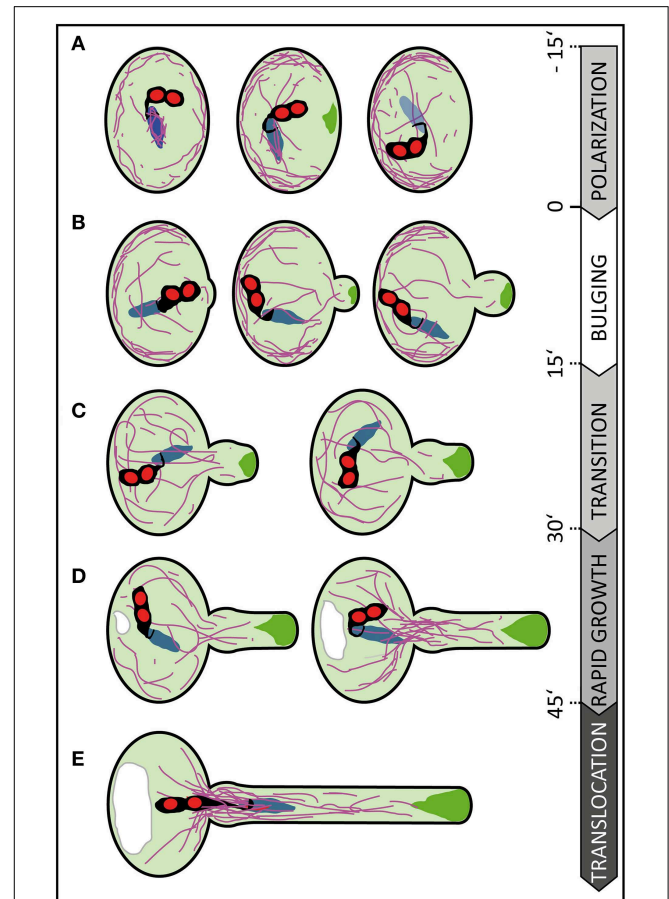 A
- 15‘
POLARIZATION
0
B
BULGING
15‘
C
TRANSITION
30‘
D
RAPID GROWTH
45‘
E
TRANSLOCATION